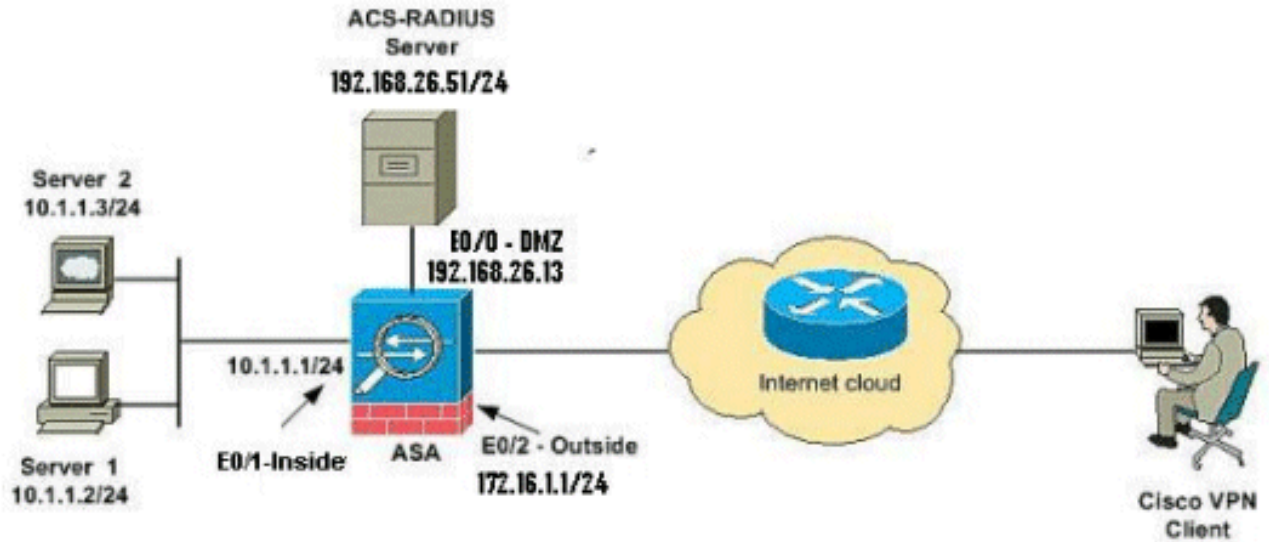 ACS-RADIUS
Server
192.168.26.51/24
Server 2
10.1.1.3/24
E0/0 - DMZ
192.168.26.13
10.1.1.1/24
Internet cloud
E0/1-Inside
ASA
E0/2 - Outside
172.16.1.1/24
Server 1
10.1.1.2/24
Cisco VPN
Client